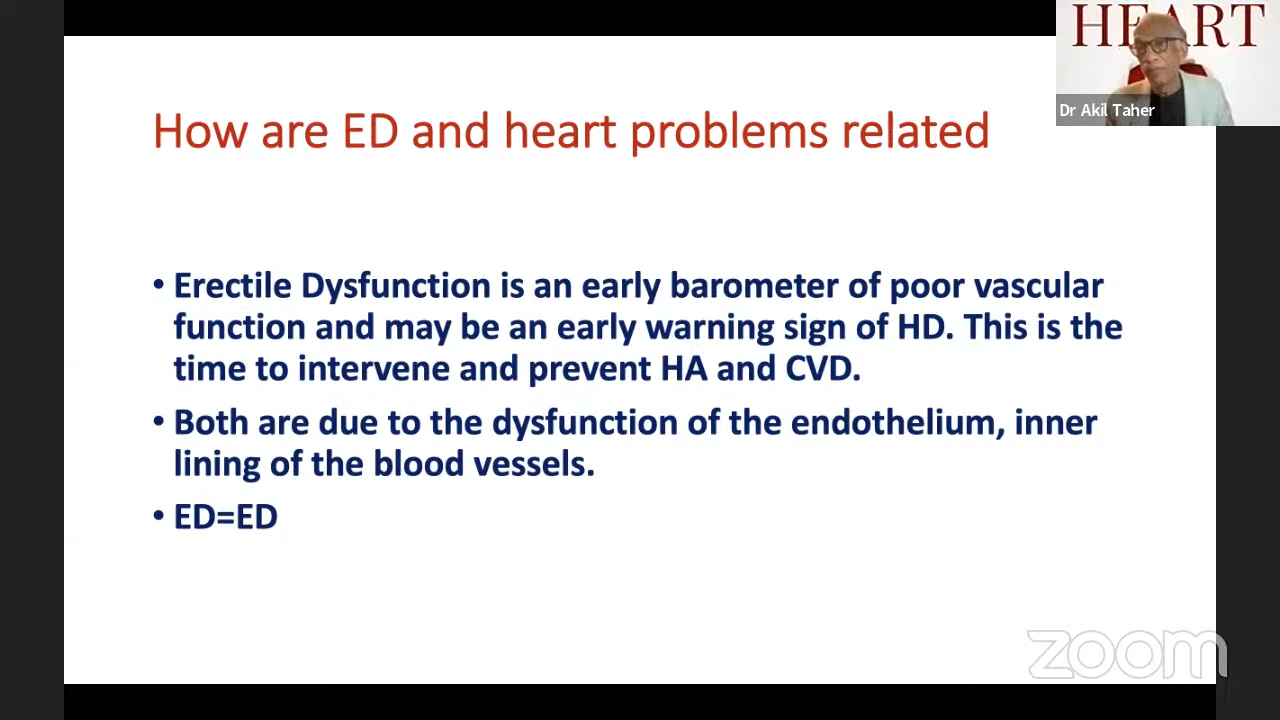 HEART
Dr Akil Taher
How are ED and heart problems related
• Erectile Dysfunction is an early barometer of poor vascular
function and may be an early warning sign of HD. This is the
time to intervene and prevent HA and CVD.
• Both are due to the dysfunction of the endothelium, inner
lining of the blood vessels.
• ED=ED
zoom